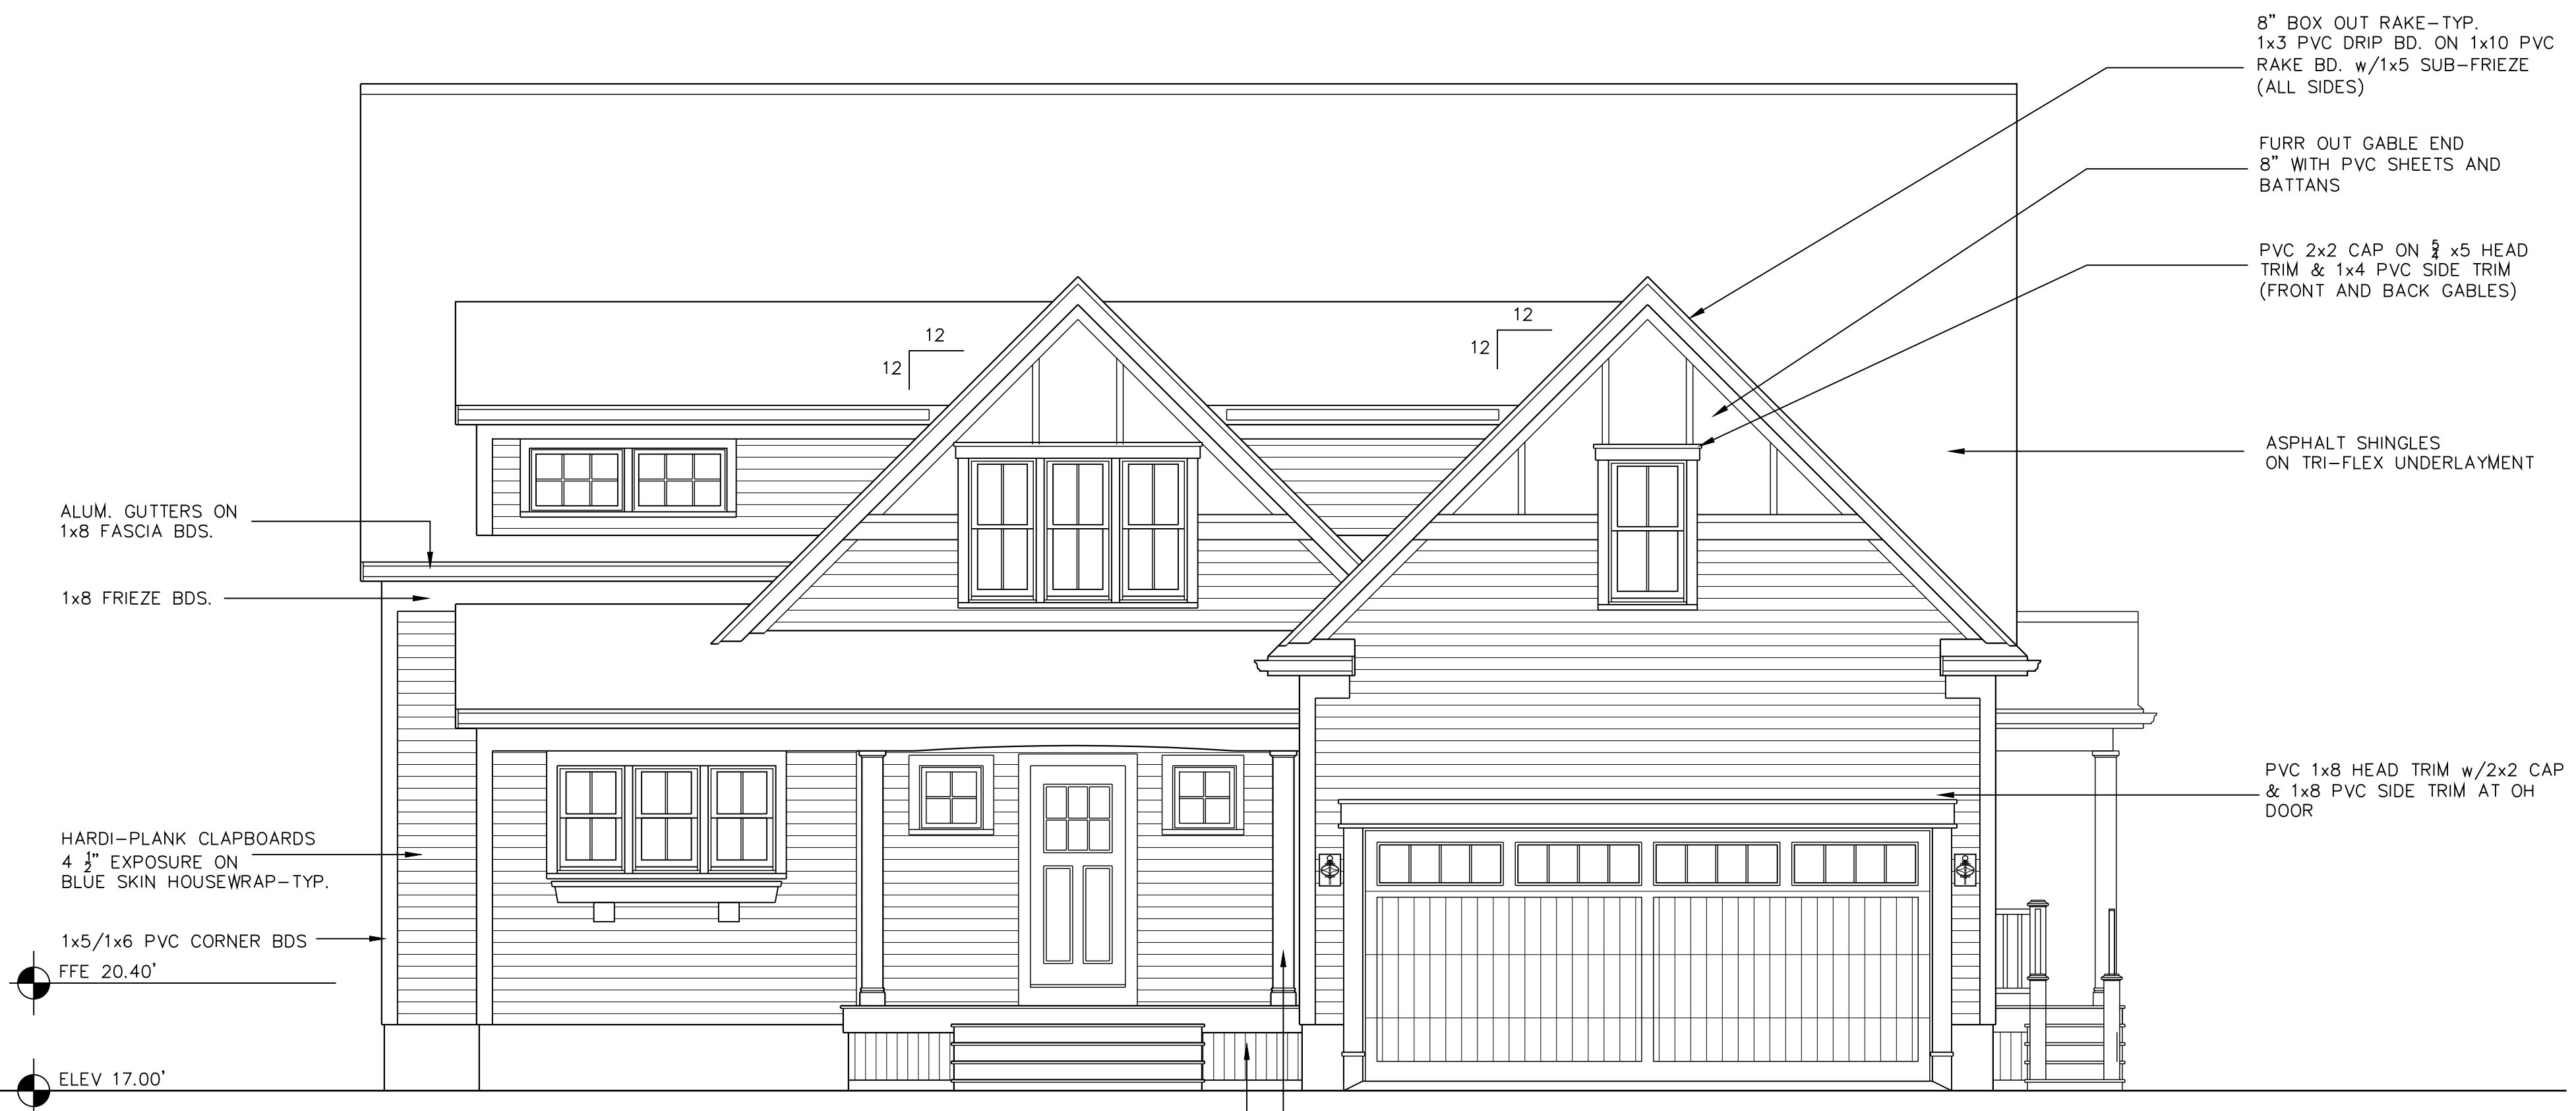 8” BOX OUT RAKE-TYP.
1x3 PVC DRIP BD. ON 1x10 PVC
RAKE BD. w/1x5 SUB-FRIEZE
(ALL SIDES)
FURR OUT GABLE END
8” WITH PVC SHEETS AND
BATTANS
PVC 2x2 CAP ON 5/4 x5 HEAD
TRIM & 1x4 PVC SIDE TRIM
(FRONT AND BACK GABLES)
12
12
12
12
ASPHALT SHINGLES
ON TRI-FLEX UNDERLAYMENT
ALUM. GUTTERS ON
1x8 FASCIA BDS.
1x8 FRIEZE BDS.
PVC 1x8 HEAD TRIM w/2x2 CAP
& 1x8 PVC SIDE TRIM AT OH
DOOR
HARDI-PLANK CLAPBOARDS
4 1/2” EXPOSURE ON
BLUE SKIN HOUSEWRAP-TYP.
1x5/1x6 PVC CORNER BDS
FFE 20.40'
ELEV 17.00'